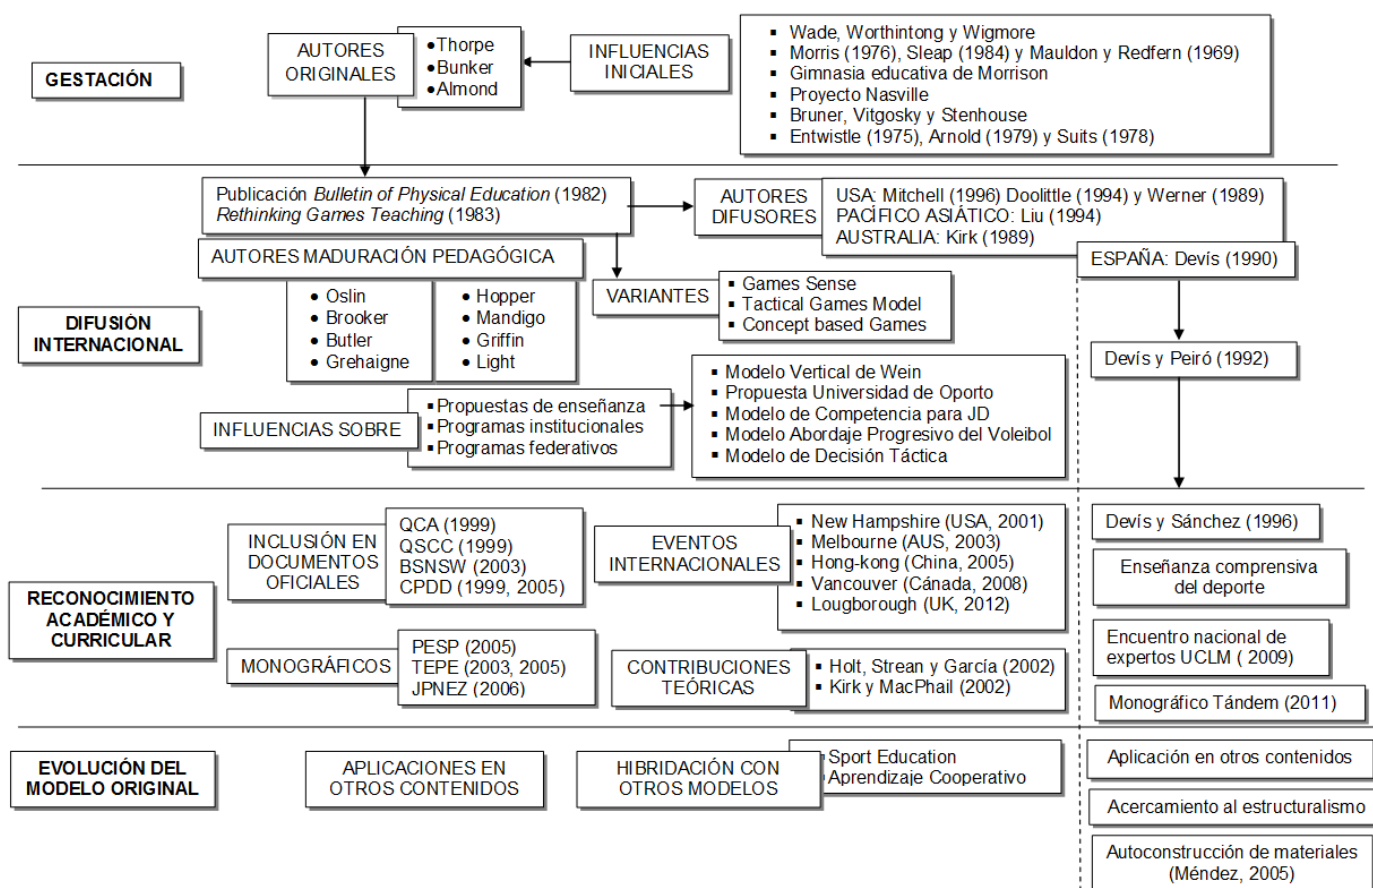 GESTACIÓN
AUTORES
ORIGINALES
Thorpe
Bunker
Almond
INFLUENCIAS
INICIALES
Wade, Worthintong y Wigmore
Morris (1976), Sleap (1984) y Mauldon y Redfern (1969)
Gimnasia educativa de Morrison
Proyecto Nasville
Bruner, Vitgosky y Stenhouse
Entwistle (1975), Arnold (1979) y Suits (1978)
DIFUSIÓN
INTERNACIONAL
Publicación Bulletin of Physical Education (1982)
Rethinking Games Teaching (1983)
AUTORES
DIFUSORES
USA: Mitchell (1996) Doolittle (1994) y Werner (1989)
PACÍFICO ASIÁTICO: Liu (1994)
AUSTRALIA: Kirk (1989)
ESPAÑA: Devís (1990)
AUTORES MADURACIÓN PEDAGÓGICA
Oslin
Brooker
Butler
Grehaigne
Hopper
Mandigo
Griffin
Light
VARIANTES
Games Sense
Tactical Games Model
Concept based Games
Devís y Peiró (1992)
INFLUENCIAS SOBRE
Propuestas de enseñanza
Programas institucionales
Programas federativos
Modelo Vertical de Wein
Propuesta Universidad de Oporto
Modelo de Competencia para JD
Modelo Abordaje Progresivo del Voleibol
Modelo de Decisión Táctica
RECONOCIMIENTO
ACADÉMICO Y
CURRICULAR
INCLUSIÓN EN
DOCUMENTOS
OFICIALES
QCA (1999)
QSCC (1999)
BSNSW (2003)
CPDD (1999, 2005)
EVENTOS
INTERNACIONALES
New Hampshire (USA, 2001)
Melbourne (AUS, 2003)
Hong-kong (China, 2005)
Vancouver (Cánada, 2008)
Lougborough (UK, 2012)
MONOGRÁFICOS
PESP (2005)
TEPE (2003, 2005)
JPNEZ (2006)
CONTRIBUCIONES
TEÓRICAS
Holt, Strean y García (2002)
Kirk y MacPhail (2002)
Devís y Sánchez (1996)
Enseñanza comprensiva
del deporte
Encuentro nacional de
expertos UCLM ( 2009)
Monográfico Tándem (2011)
EVOLUCIÓN DEL
MODELO ORIGINAL
APLICACIONES EN
OTROS CONTENIDOS
HIBRIDACIÓN CON
OTROS MODELOS
Sport Education
Aprendizaje Cooperativo
Aplicación en otros contenidos
Acercamiento al estructuralismo
Autoconstrucción de materiales
(Méndez, 2005)